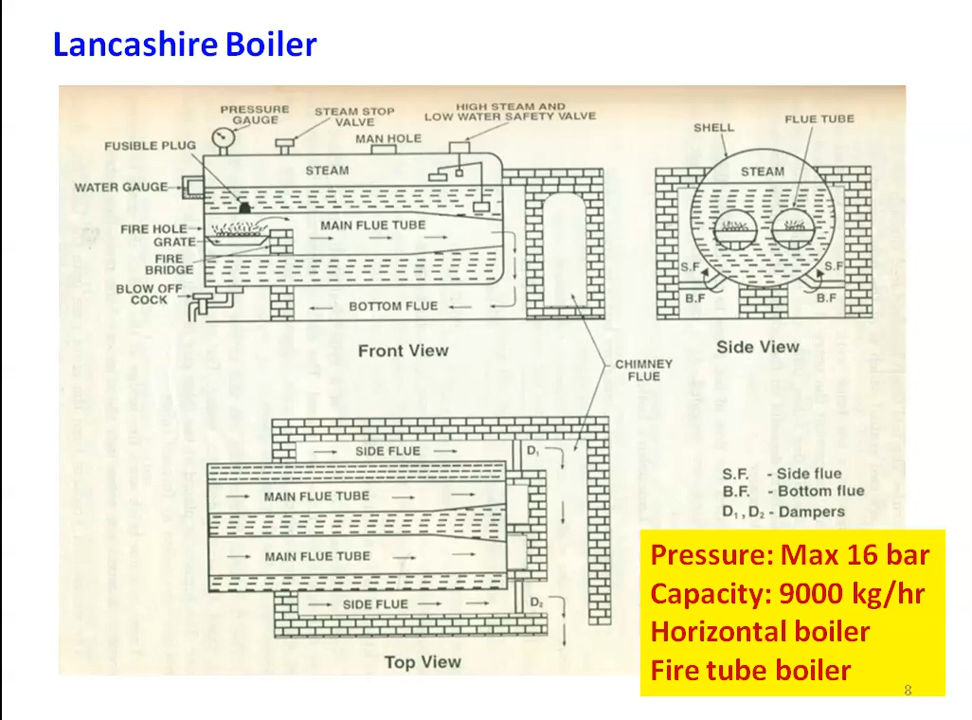 Lancashire Boiler
PRESSURE
GAUGE
STEAM STOP
VALVE
MAN HOLE
HIGH STEAM AND
LOW WATER SAFETY VALVE
FUSIBLE PLUG
STEAM
WATER GAUGE
FIRE HOLE
GRATE
MAIN FLUE TUBE
FIRE
BRIDGE
BLOW OFF
COCK
BOTTOM FLUE
Front View
SHELL
FLUE TUBE
STEAM
S.F
S.F
B.F
B.F
Side View
CHIMNEY
FLUE
SIDE FLUE
D1
MAIN FLUE TUBE
MAIN FLUE TUBE
SIDE FLUE
D2
Top View
S.F. - Side flue
B.F. - Bottom flue
D1, D2 - Dampers
Pressure: Max 16 bar
Capacity: 9000 kg/hr
Horizontal boiler
Fire tube boiler
8